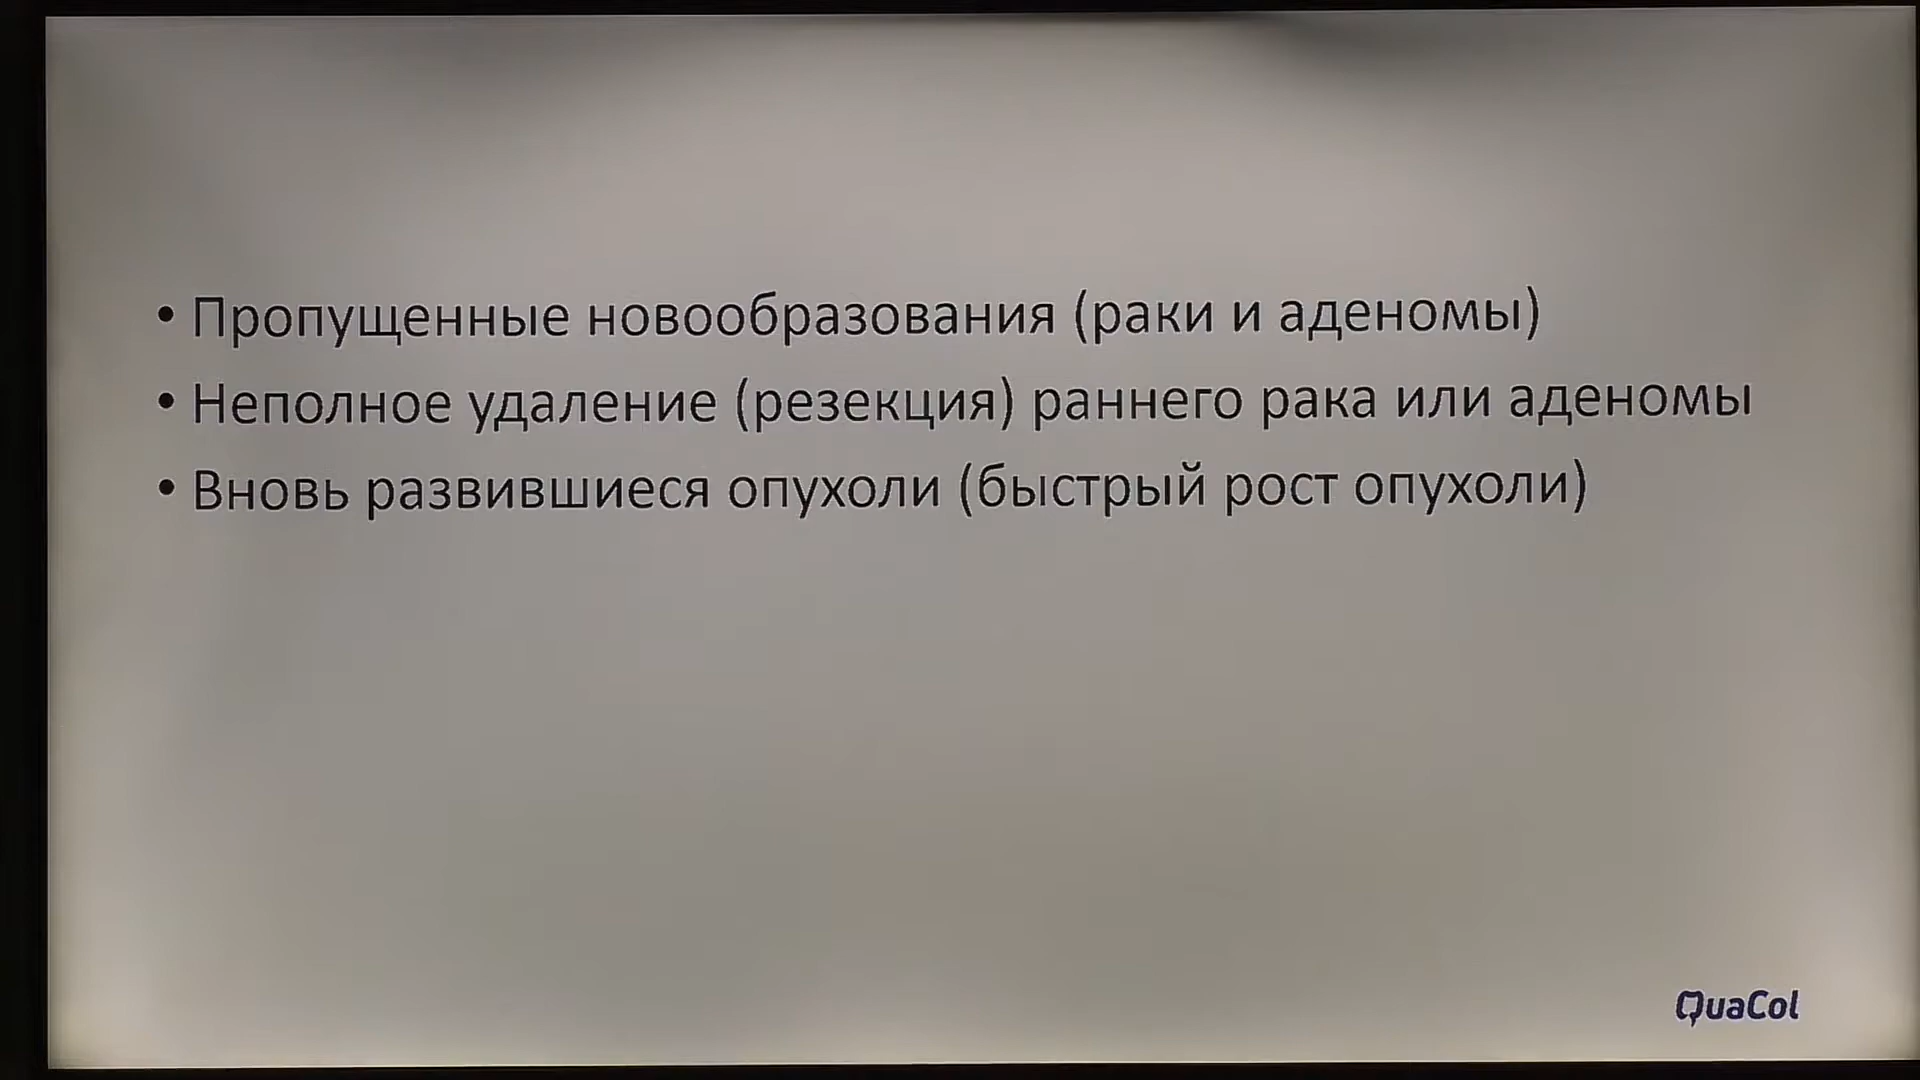 • Пропущенные новообразования (раки и аденомы)
• Неполное удаление (резекция) раннего рака или аденомы
• Вновь развившиеся опухоли (быстрый рост опухоли)
QuaCol